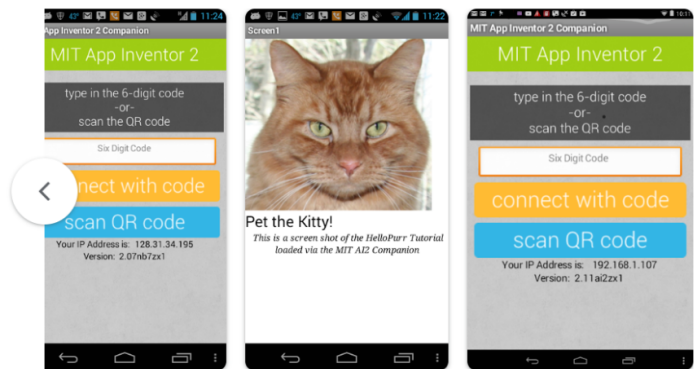 11:24
App Inventor 2 Companion
MIT App Inventor 2
type in the 6-digit code
-or-
scan the QR code
Six Digit Code
nnect with code
scan QR code
Your IP Address is: 128.31.34.195
Version: 2.07nb7zx1
11:22
Screen1
Pet the Kitty!
This is a screen shot of the HelloPurr Tutorial
loaded via the MIT AI2 Companion
MIT App Inventor 2 Companion
MIT App Inventor 2
type in the 6-digit code
-or-
scan the QR code
Six Digit Code
connect with code
scan QR code
Your IP Address is: 192.168.1.107
Version: 2.11ai2zx1